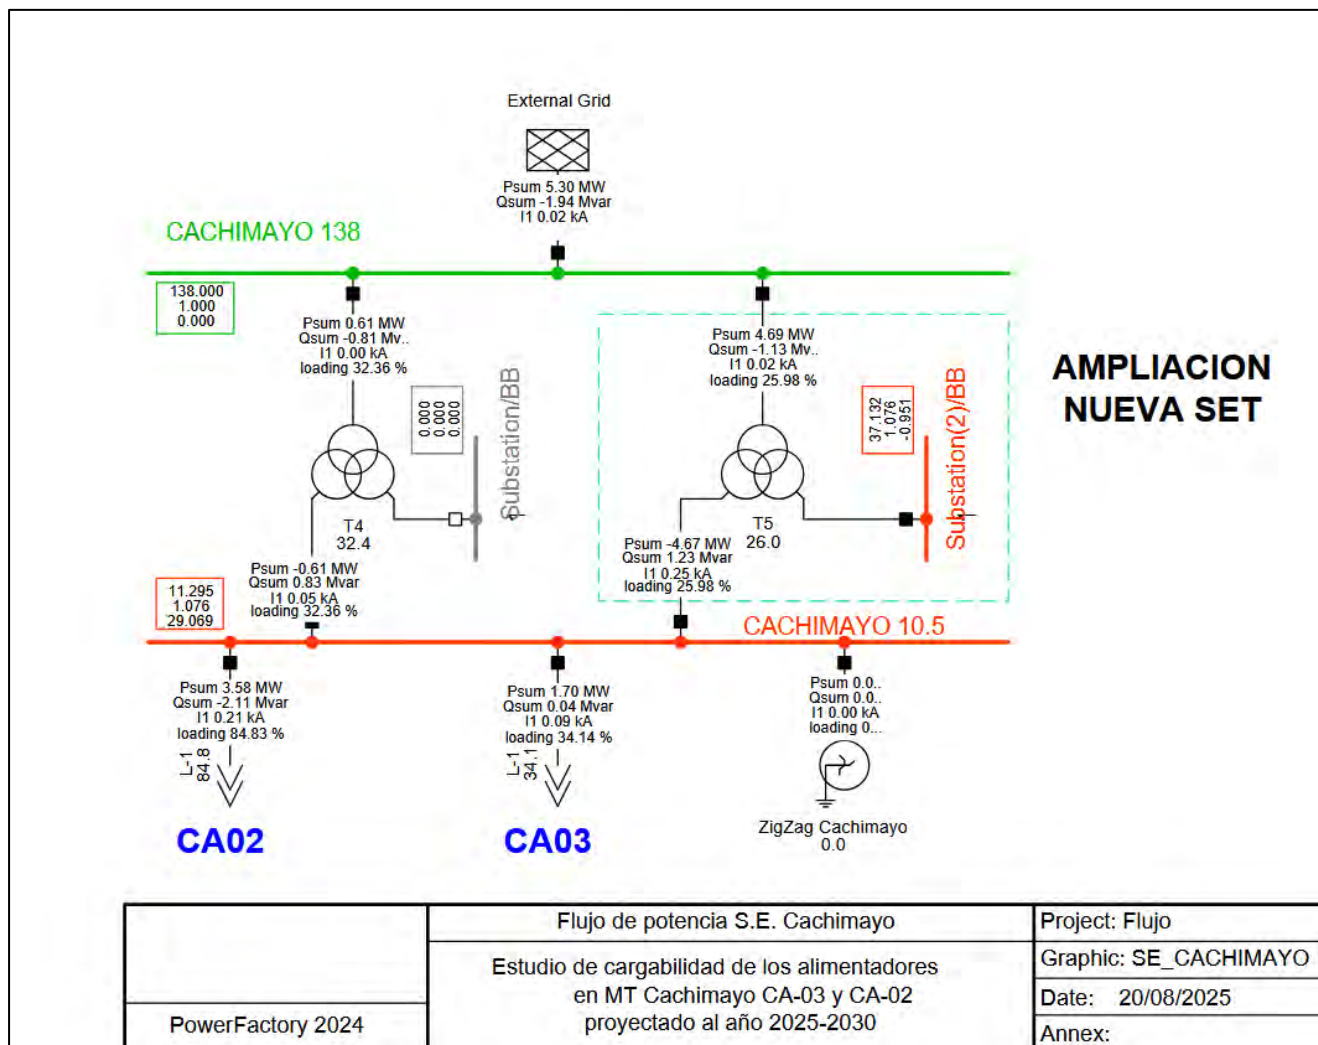 External Grid
Psum 5.30 MW
Qsum -1.94 Mvar
I1 0.02 kA
CACHIMAYO 138
138.000
1.000
0.000
Psum 0.61 MW
Qsum -0.81 Mv..
I1 0.00 kA
loading 32.36 %
Psum 4.69 MW
Qsum -1.13 Mv..
I1 0.02 kA
loading 25.98 %
AMPLIACION
NUEVA SET
0.000
0.000
0.000
Substation/BB
37.132
1.076
-0.951
Substation(2)/BB
T4
32.4
T5
26.0
Psum -0.61 MW
Qsum 0.83 Mvar
I1 0.05 kA
loading 32.36 %
Psum -4.67 MW
Qsum 1.23 Mvar
I1 0.25 kA
loading 25.98 %
11.295
1.076
29.069
CACHIMAYO 10.5
Psum 3.58 MW
Qsum -2.11 Mvar
I1 0.21 kA
loading 84.83 %
L-1
84.8
CA02
Psum 1.70 MW
Qsum 0.04 Mvar
I1 0.09 kA
loading 34.14 %
L-1
34.1
CA03
Psum 0.0..
Qsum 0.0..
I1 0.00 kA
loading 0...
ZigZag Cachimayo
0.0
PowerFactory 2024
Flujo de potencia S.E. Cachimayo
Estudio de cargabilidad de los alimentadores
en MT Cachimayo CA-03 y CA-02
proyectado al año 2025-2030
Project: Flujo
Graphic: SE_CACHIMAYO
Date: 20/08/2025
Annex: